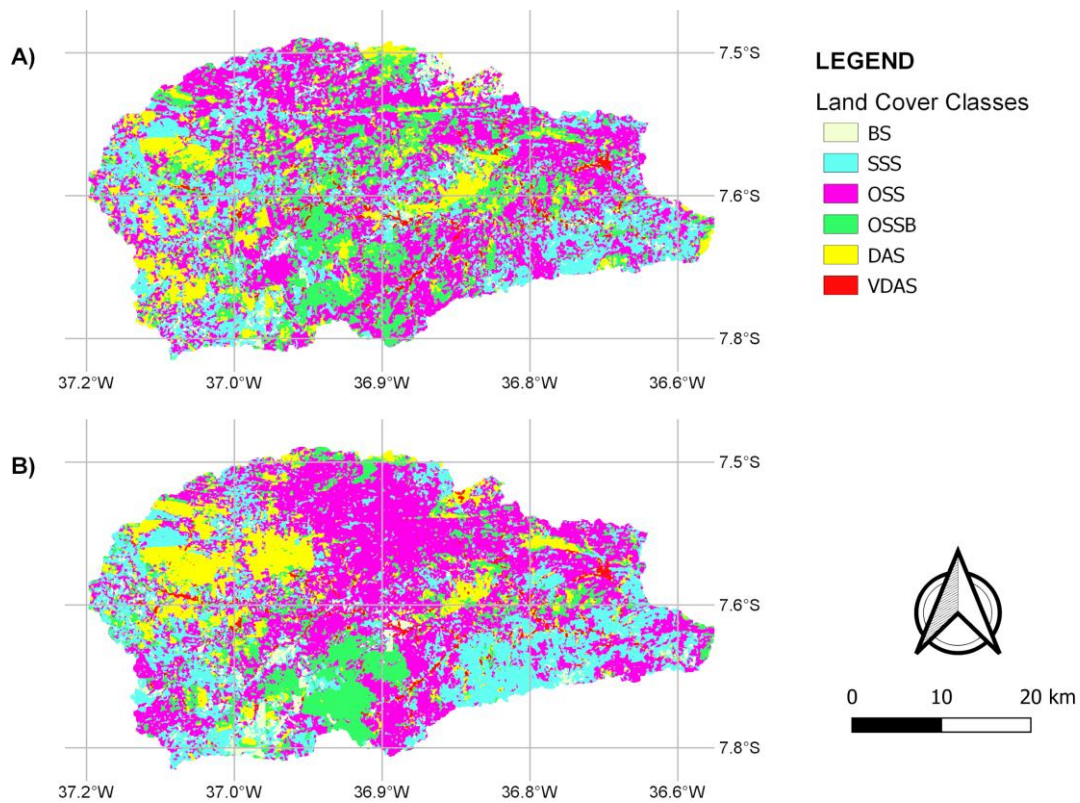 A)
7.5°S
7.6°S
7.8°S
37.2°W 37.0°W 36.9°W 36.8°W 36.6°W
B)
7.5°S
7.6°S
7.8°S
37.2°W 37.0°W 36.9°W 36.8°W 36.6°W
LEGEND
Land Cover Classes
BS
SSS
OSS
OSSB
DAS
VDAS
0 10 20 km